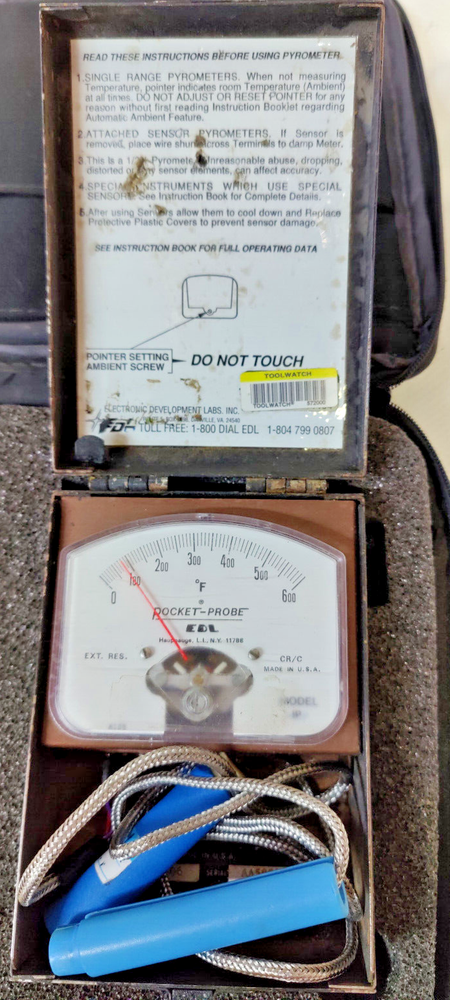 READ THESE INSTRUCTIONS BEFORE USING PYROMETER
1. SINGLE RANGE PYROMETERS. When not measuring
Temperature, pointer indicates room Temperature (Ambient)
at all times. DO NOT ADJUST OR RESET POINTER for any
reason without first reading Instruction Booklet regarding
Automatic Ambient Feature.
2. ATTACHED SENSOR PYROMETERS. If Sensor is
removed, place wire shunt across Terminals to damp Meter.
3. This is a Pyrometer. Unreasonable abuse, dropping,
distorted sensor elements, can affect accuracy.
4. SPECIAL INSTRUMENTS WHICH USE SPECIAL
SENSORS. See Instruction Book for Complete Details.
5. After using Sensors allow them to cool down and Replace
Protective Plastic Covers to prevent sensor damage.
SEE INSTRUCTION BOOK FOR FULL OPERATING DATA
POINTER SETTING
AMBIENT SCREW
DO NOT TOUCH
TOOLWATCH
TOOLWATCH®
ELECTRONIC DEVELOPMENT LABS. INC.
EDL TOLL FREE: 1-800 DIAL EDL 1-804 799 0807
0 100 200 300 400 500 600
°F
POCKET-PROBE
EDL
Hauppauge, L.I., N.Y. 11788
EXT. RES.
CR/C
MADE IN U.S.A.
MODEL
IN U.S.A.
SERIAL